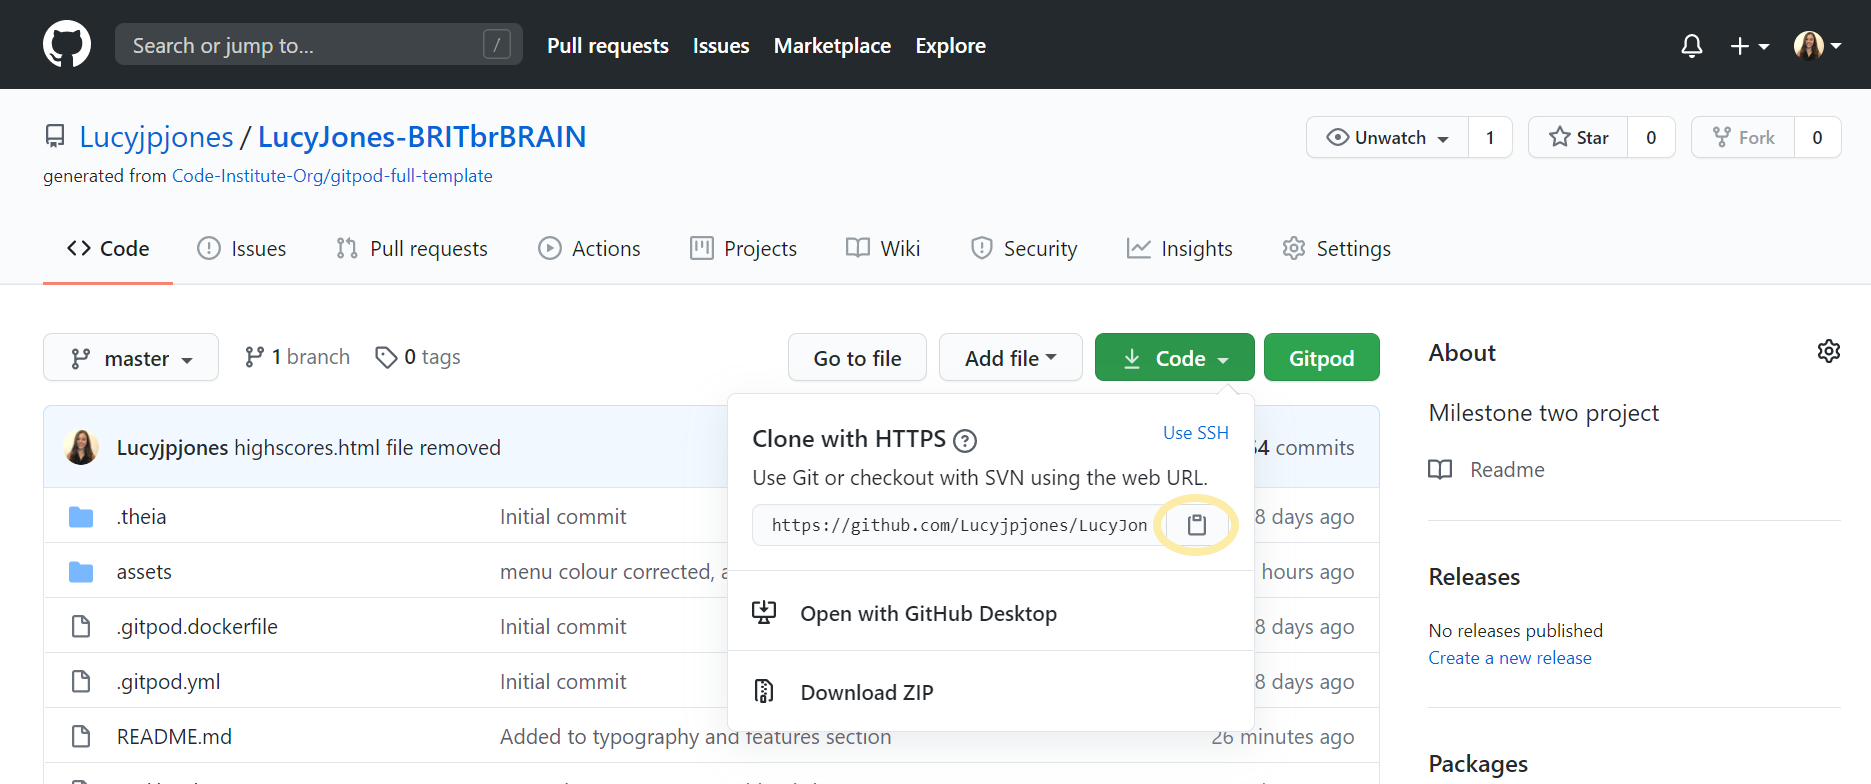 Search or jump to... /
Pull requests Issues Marketplace Explore
Lucyjpjones / LucyJones-BRITbrBRAIN
Unwatch 1 Star 0 Fork 0
generated from Code-Institute-Org/gitpod-full-template
Code Issues Pull requests Actions Projects Wiki Security Insights Settings
master 1 branch 0 tags Go to file Add file Code Gitpod
Lucyjpjones highscores.html file removed 64 commits
.theia Initial commit 8 days ago
assets menu colour corrected, hours ago
.gitpod.dockerfile Initial commit 8 days ago
.gitpod.yml Initial commit 8 days ago
README.md Added to typography and features section 26 minutes ago
Clone with HTTPS ? Use SSH
Use Git or checkout with SVN using the web URL.
https://github.com/Lucyjpjones/LucyJon
Open with GitHub Desktop
Download ZIP
About
Milestone two project
Readme
Releases
No releases published
Create a new release
Packages